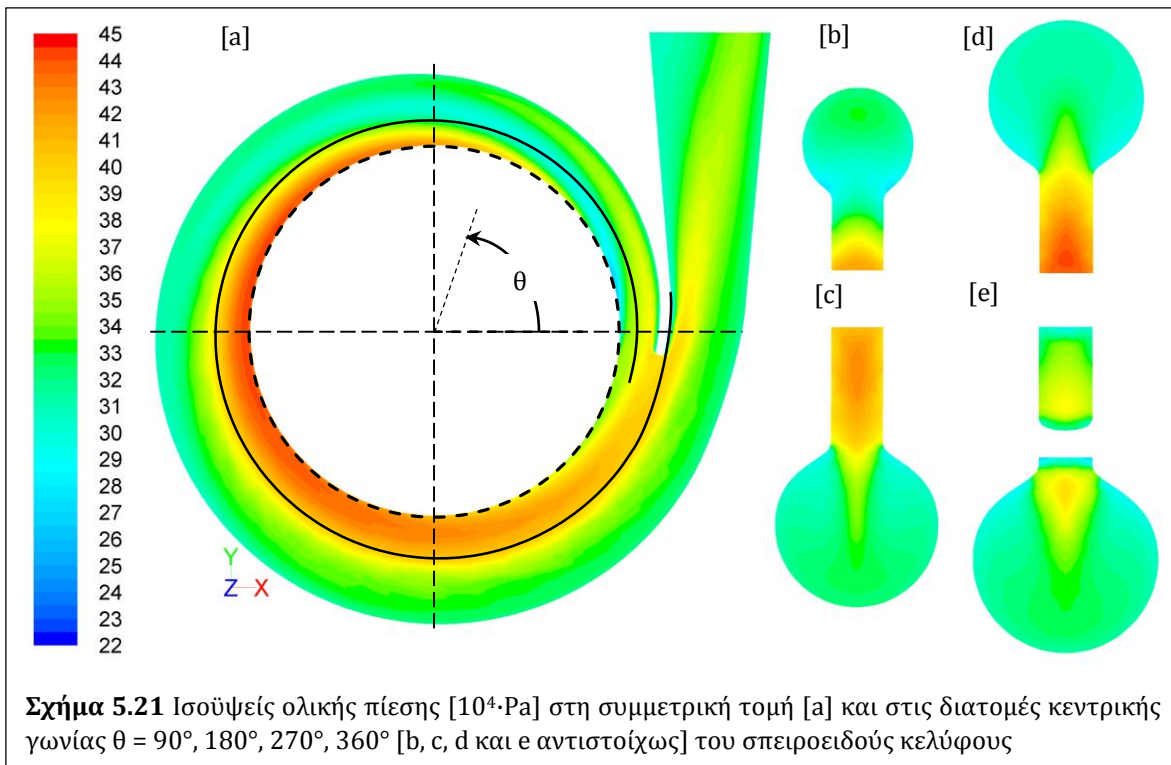 45
44
43
42
41
40
39
38
37
36
35
34
33
32
31
30
29
28
27
26
25
24
23
22
[a]
θ
Y
Z X
[b]
[d]
[c]
[e]
Σχήμα 5.21 Ισοϋψείς ολικής πίεσης [10⁴·Pa] στη συμμετρική τομή [a] και στις διατομές κεντρικής
γωνίας θ = 90°, 180°, 270°, 360° [b, c, d και e αντιστοίχως] του σπειροειδούς κελύφους